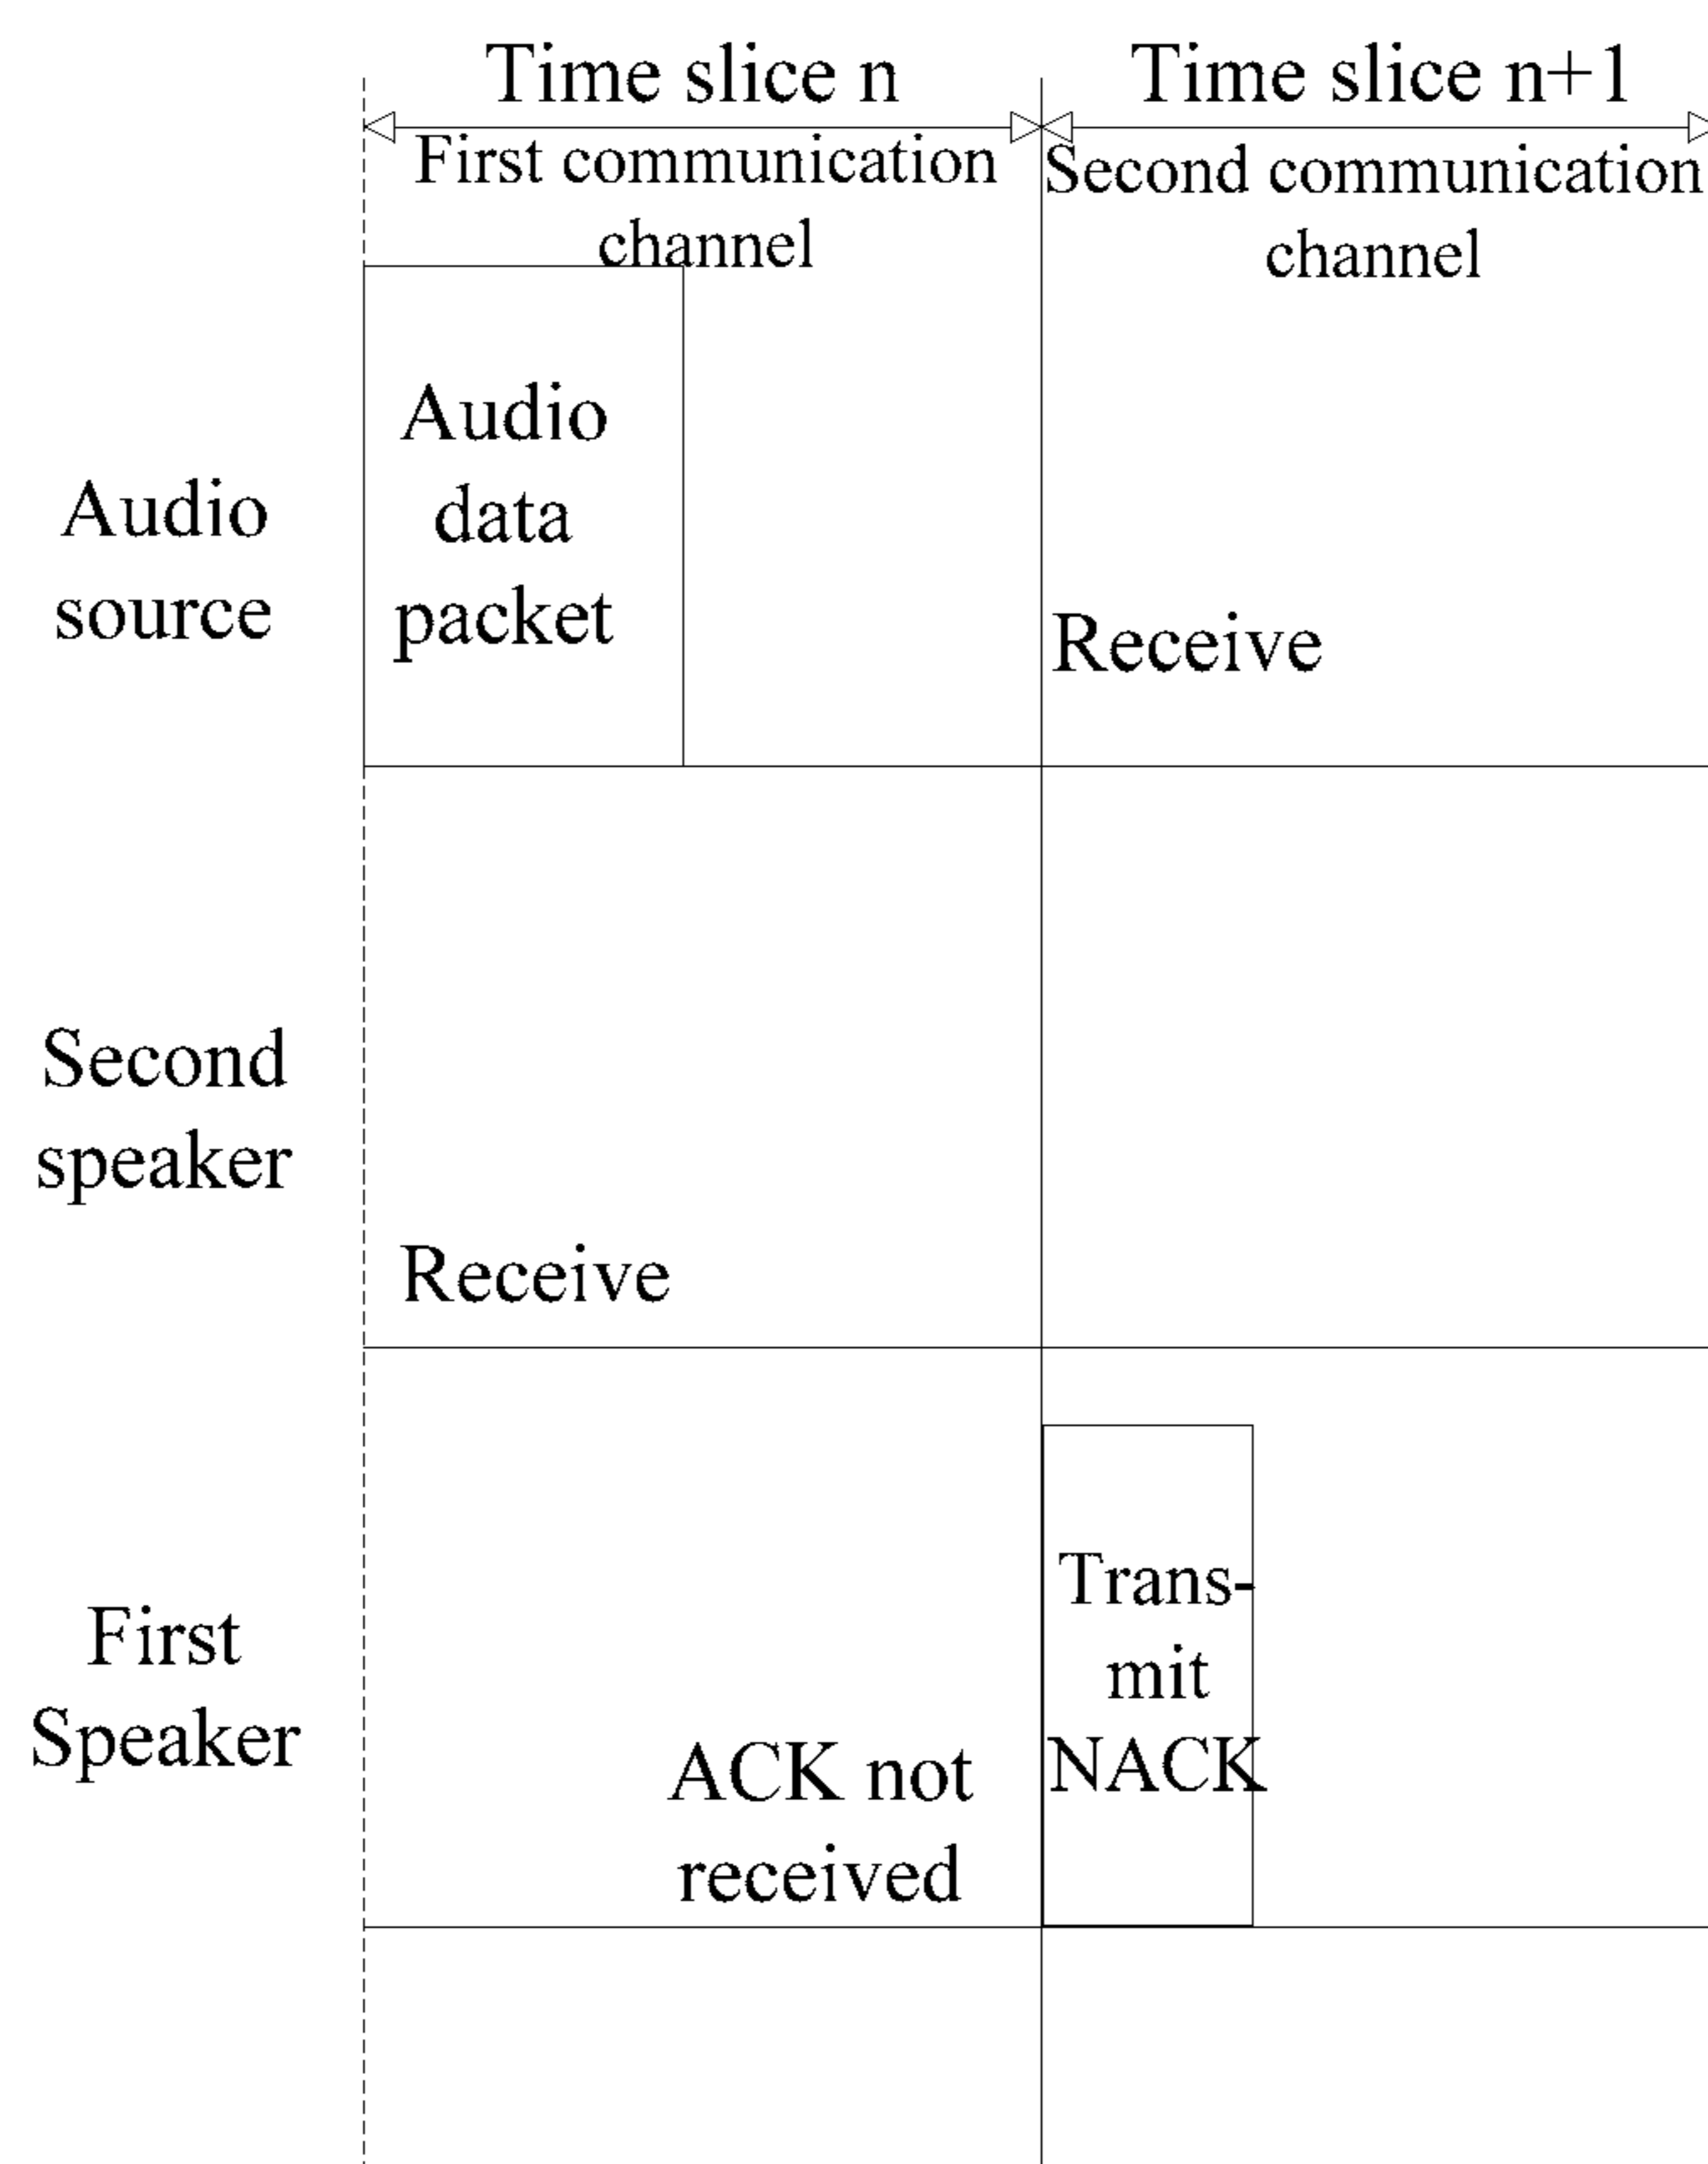 Time slice n
Time slice n+1
First communication
channel
Second communication
channel
Audio
source
Audio
data
packet
Receive
Second
speaker
Receive
First
Speaker
ACK not
received
Trans-
mit
NACK